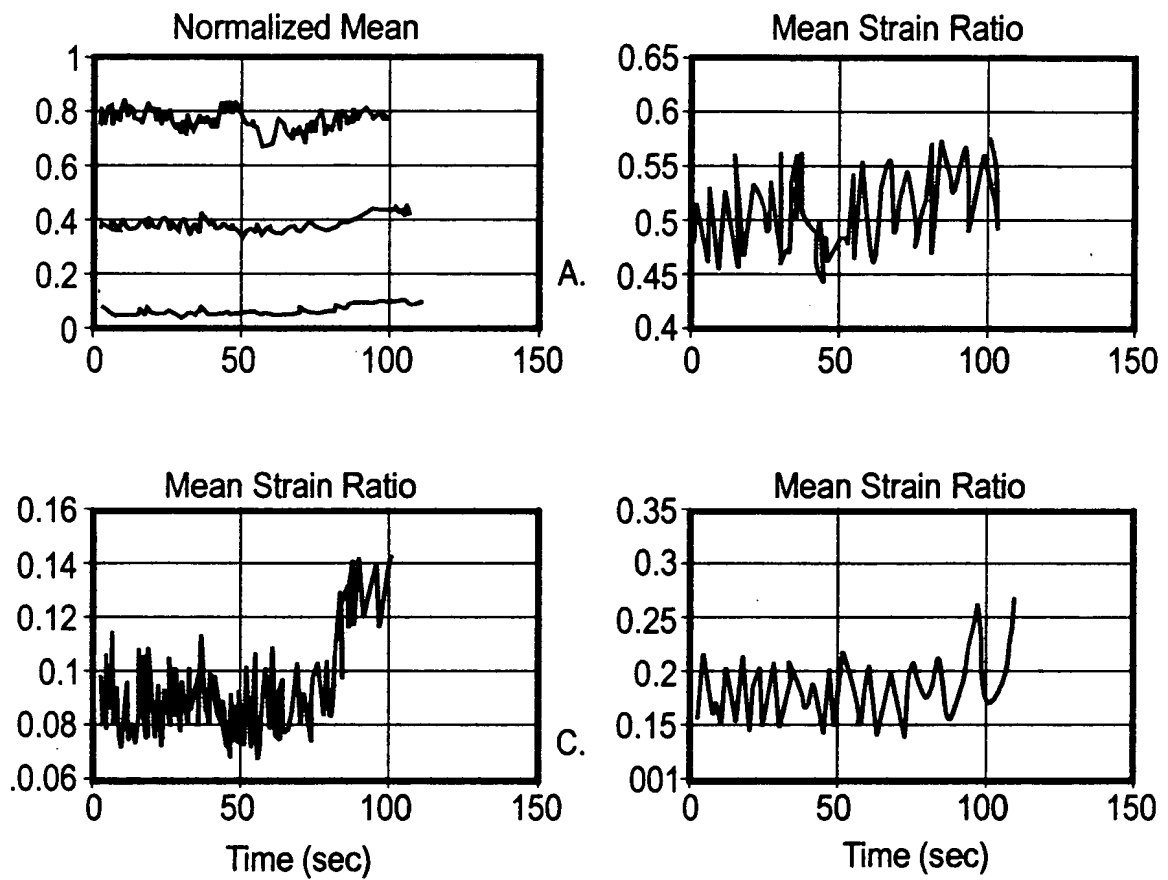 Normalized Mean
1
0.8
0.6
0.4
0.2
0
0 50 100 150
A.
Mean Strain Ratio
0.65
0.6
0.55
0.5
0.45
0.4
0 50 100 150
Mean Strain Ratio
0.16
0.14
0.12
0.1
0.08
.0.06
0 50 100 150
Time (sec)
C.
Mean Strain Ratio
0.35
0.3
0.25
0.2
0.15
001
0 50 100 150
Time (sec)